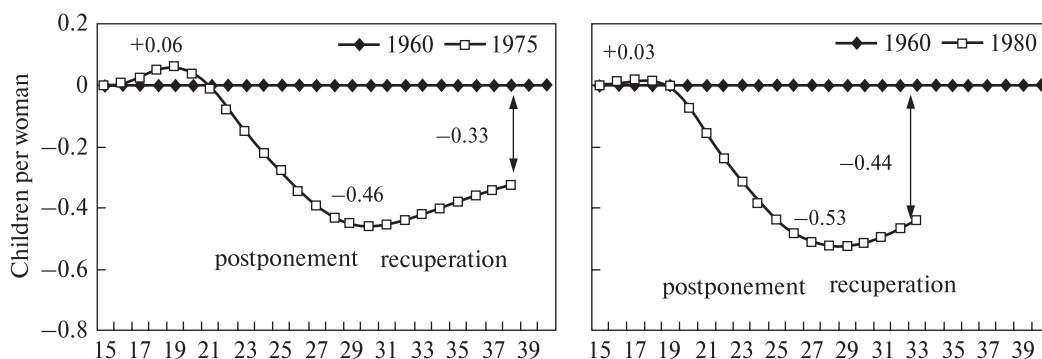 Children per woman
0.2
0
−0.2
−0.4
−0.6
−0.8
+0.06
1960 1975
−0.33
−0.46
postponement recuperation
15 17 19 21 23 25 27 29 31 33 35 37 39
+0.03
1960 1980
−0.44
−0.53
postponement recuperation
15 17 19 21 23 25 27 29 31 33 35 37 39